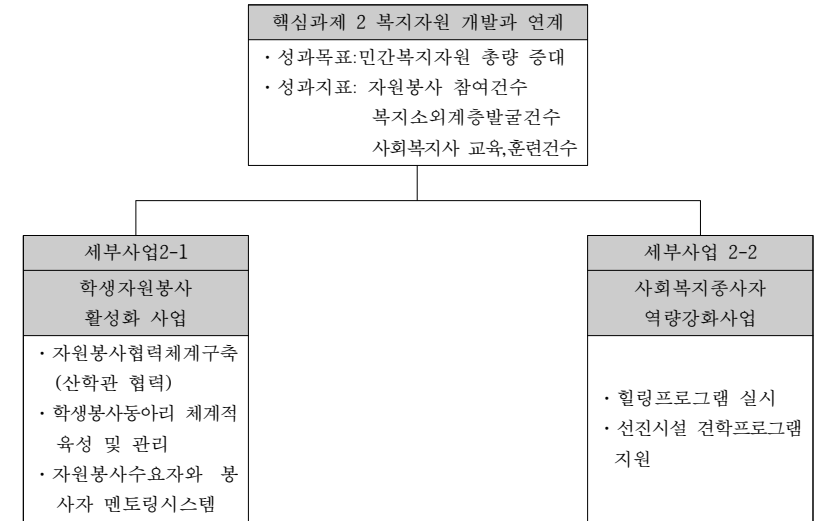 핵심과제 2 복지자원 개발과 연계
·성과목표:민간복지자원 총량 증대
·성과지표: 자원봉사 참여건수
복지소외계층발굴건수
사회복지사 교육,훈련건수
세부사업2-1
학생자원봉사
활성화 사업
·자원봉사협력체계구축
(산학관 협력)
·학생봉사동아리 체계적
육성 및 관리
·자원봉사수요자와 봉
사자 멘토링시스템
세부사업 2-2
사회복지종사자
역량강화사업
·힐링프로그램 실시
·선진시설 견학프로그램
지원